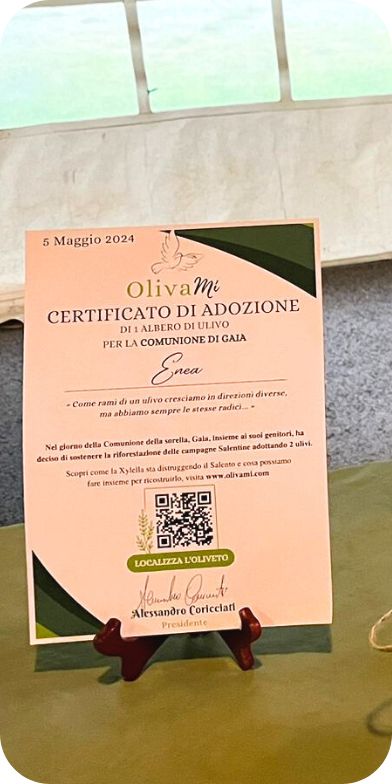 5 Maggio 2024
OlivaMi
CERTIFICATO DI ADOZIONE
DI 1 ALBERO DI ULIVO
PER LA COMUNIONE DI GAIA
Enea
- Come rami di un ulivo cresciamo in direzioni diverse,
ma abbiamo sempre le stesse radici... -
Nel giorno della Comunione della sorella, Gaia, insieme ai suoi genitori, ha
deciso di sostenere la riforestazione delle campagne Salentine adottando 2 ulivi.
Scopri come la Xylella sta distruggendo il Salento e cosa possiamo
fare insieme per ricostruirlo, visita www.olivami.com
LOCALIZZA L'OLIVETO
Alessandro Coricciati
Presidente